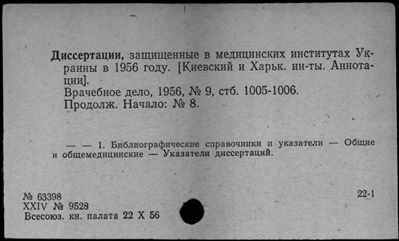 Диссертации, защищенные в медицинских институтах Ук-
раины в 1956 году. [Киевский и Харьк. ин-ты. Аннота-
ции].
Врачебное дело, 1956, № 9, стб. 1005-1006.
Продолж. Начало: № 8.
— — 1. Библиографические справочники и указатели — Общие
и общемедицинские — Указатели диссертаций.
№ 63398
22-1
XXIV № 9528
Всесоюз. кн. палата 22 X 56